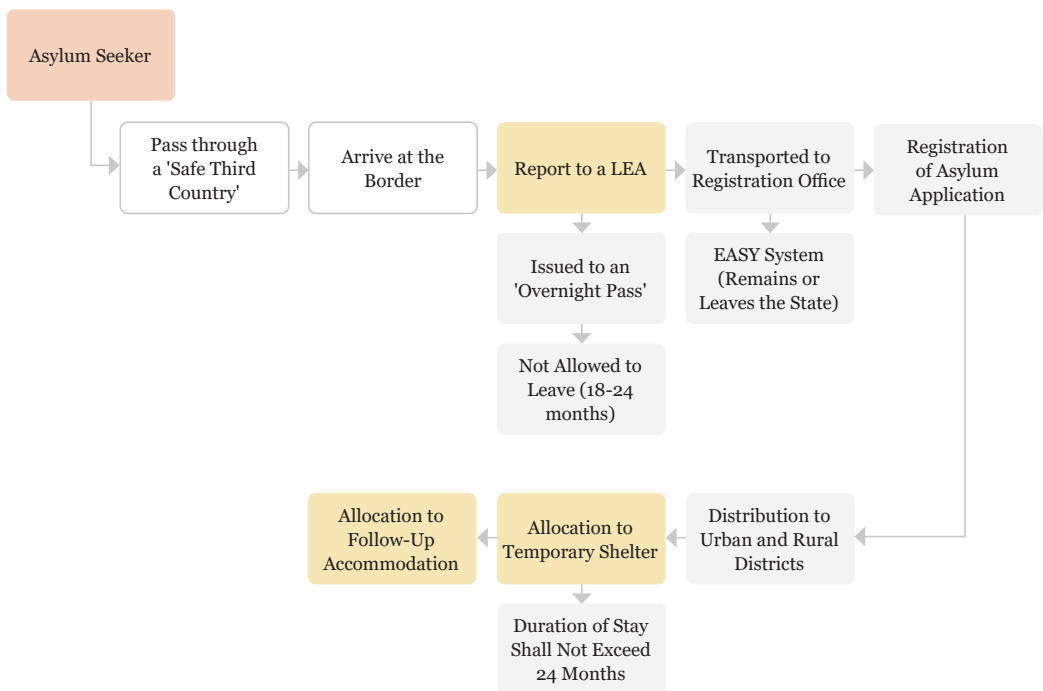 Asylum Seeker
Pass through
a 'Safe Third
Country'
Arrive at the
Border
Report to a LEA
Transported to
Registration Office
Registration
of Asylum
Application
Issued to an
'Overnight Pass'
EASY System
(Remains or
Leaves the State)
Not Allowed to
Leave (18-24
months)
Allocation to
Follow-Up
Accommodation
Allocation to
Temporary Shelter
Distribution to
Urban and Rural
Districts
Duration of Stay
Shall Not Exceed
24 Months